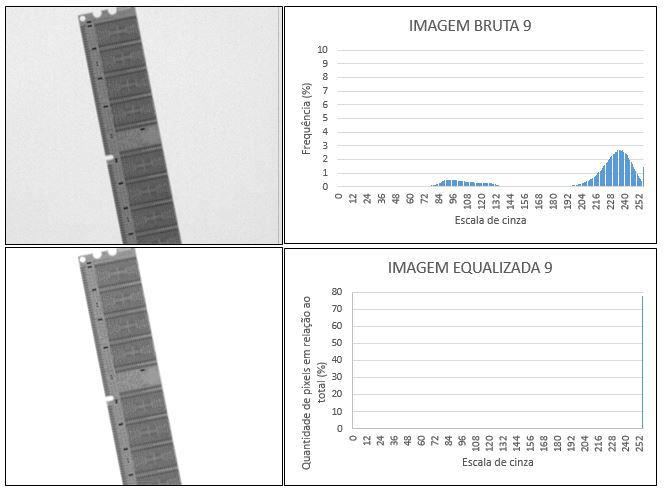 IMAGEM BRUTA 9
Frequência (%)
10
9
8
7
6
5
4
3
2
1
0
0 12 24 36 48 60 72 84 96 108 120 132 144 156 168 180 192 204 216 228 240 252
Escala de cinza
IMAGEM EQUALIZADA 9
Quantidade de pixels em relação ao
total (%)
80
70
60
50
40
30
20
10
0
0 12 24 36 48 60 72 84 96 108 120 132 144 156 168 180 192 204 216 228 240 252
Escala de cinza